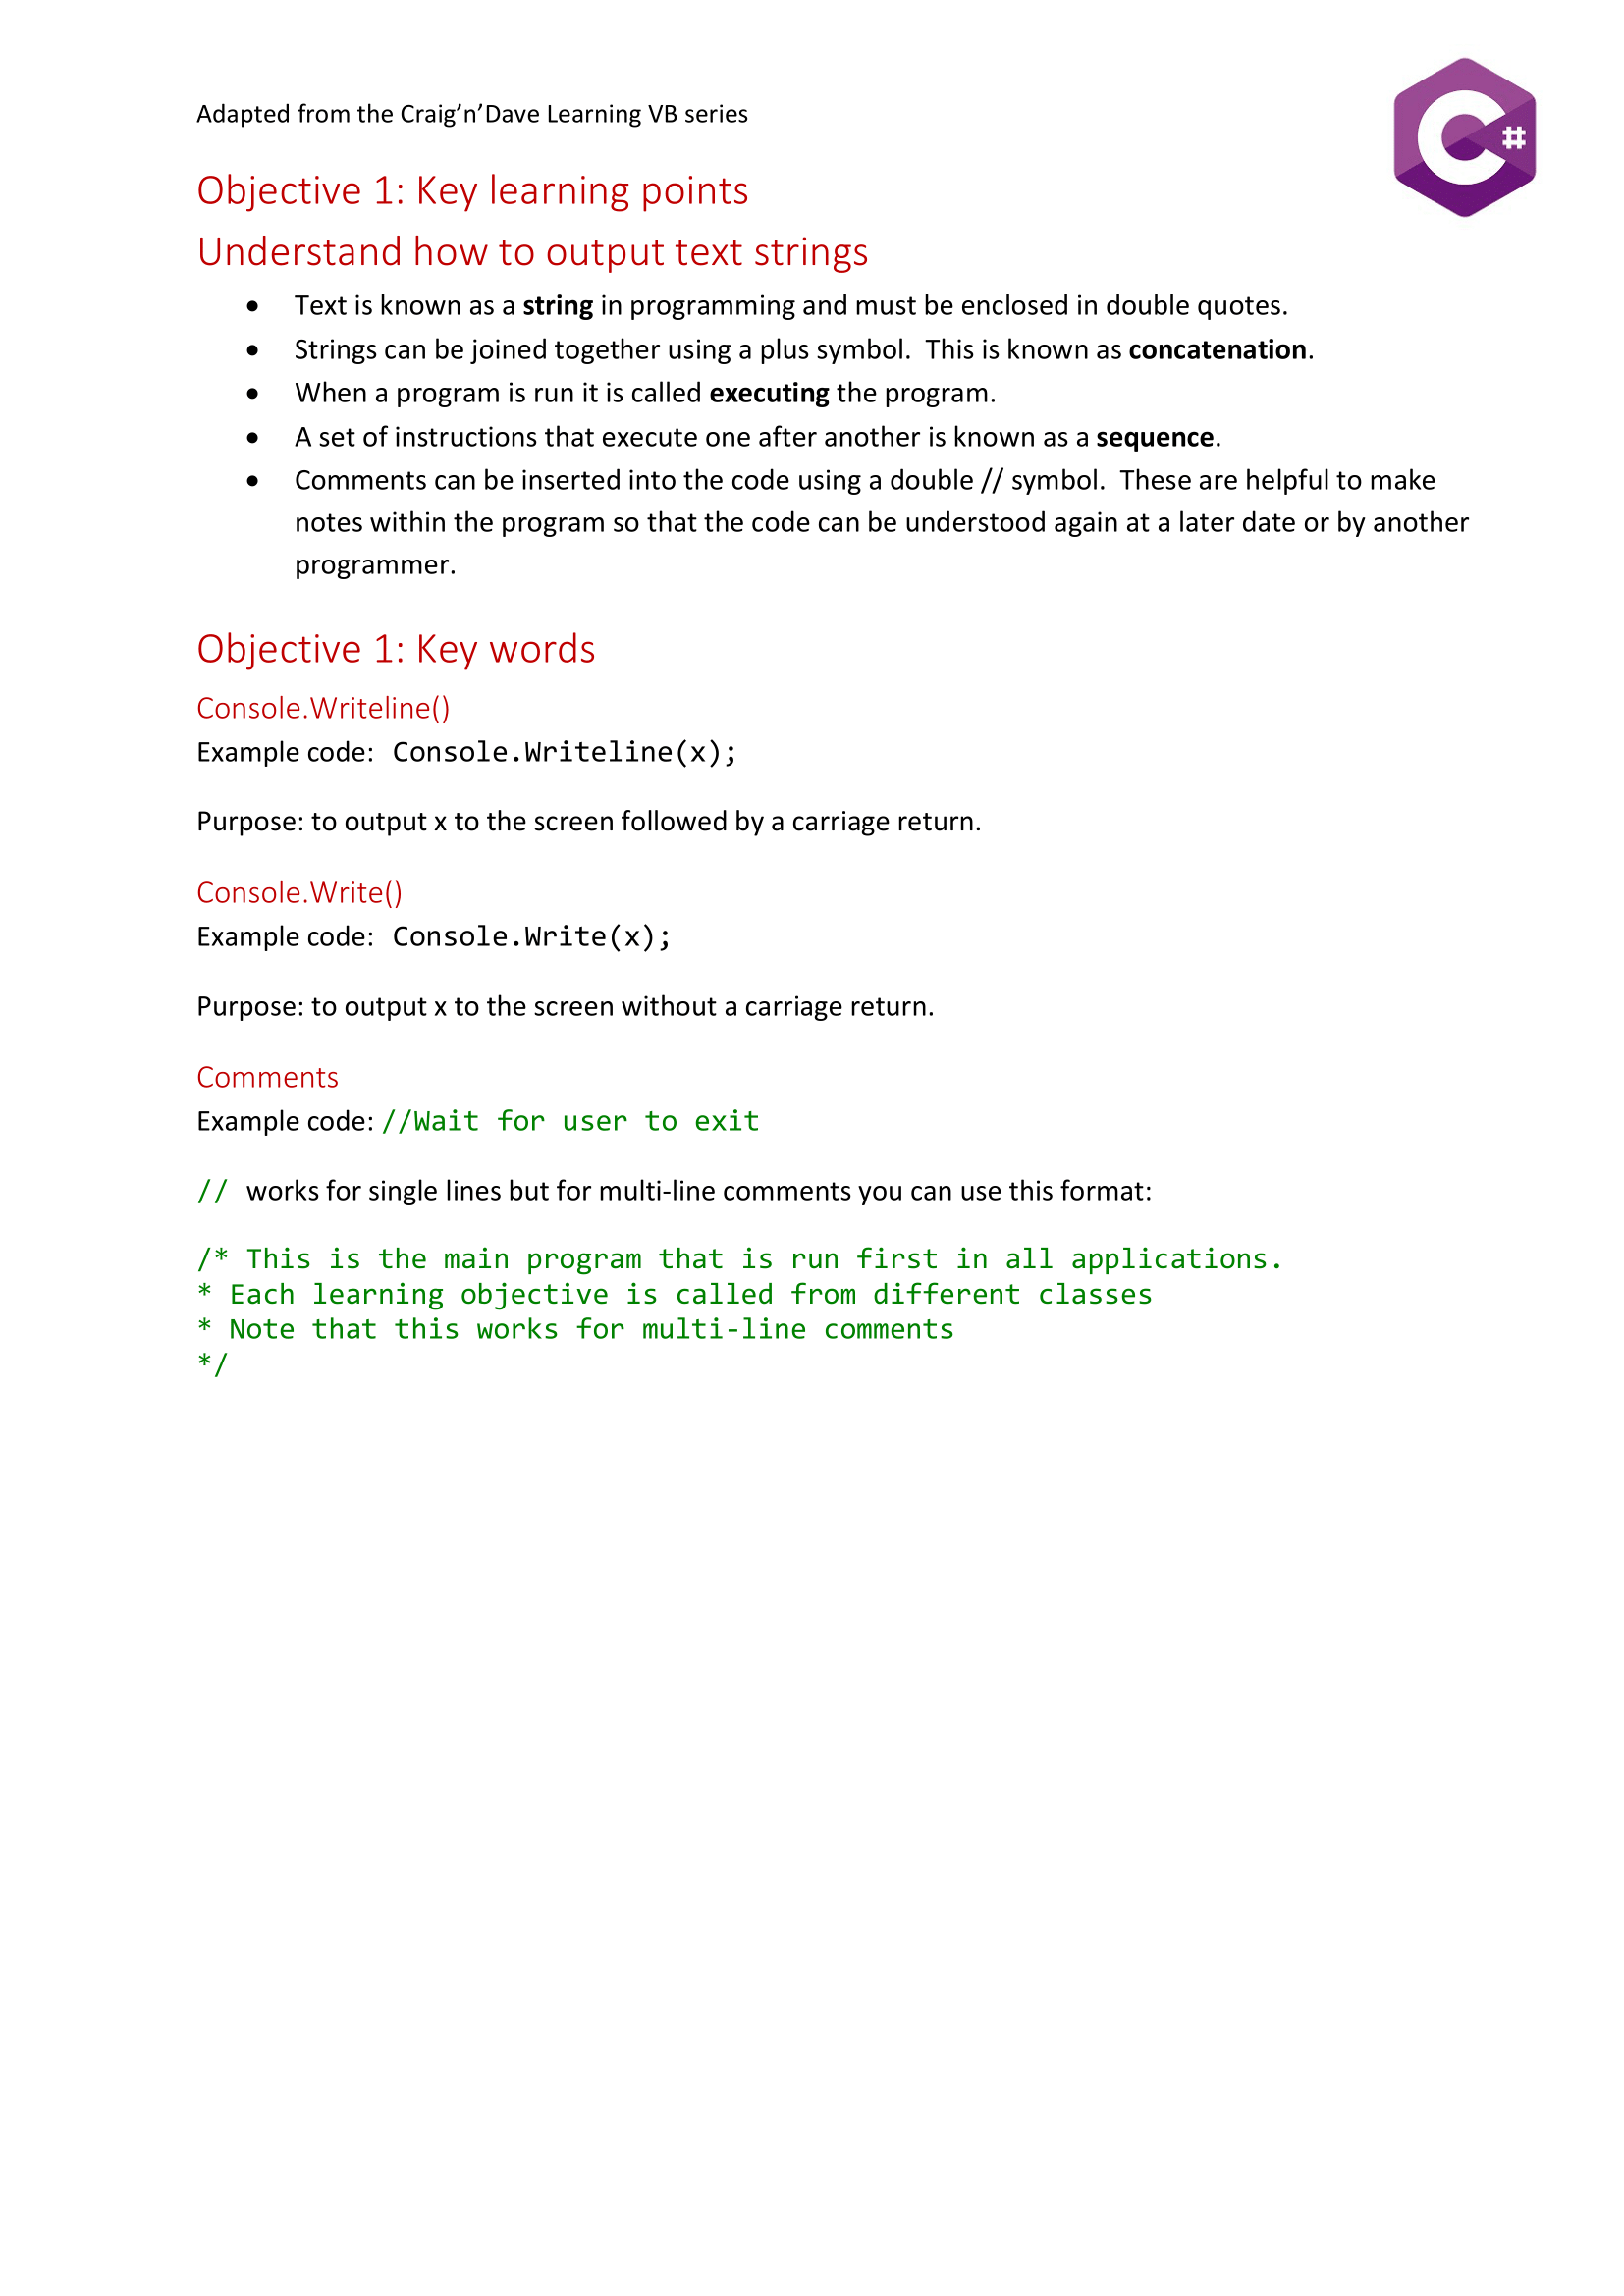 Adapted from the Craig’n’Dave Learning VB series
C#
Objective 1: Key learning points
Understand how to output text strings
• Text is known as a string in programming and must be enclosed in double quotes.
• Strings can be joined together using a plus symbol.  This is known as concatenation.
• When a program is run it is called executing the program.
• A set of instructions that execute one after another is known as a sequence.
• Comments can be inserted into the code using a double // symbol.  These are helpful to make
notes within the program so that the code can be understood again at a later date or by another
programmer.
Objective 1: Key words
Console.Writeline()
Example code: Console.Writeline(x);
Purpose: to output x to the screen followed by a carriage return.
Console.Write()
Example code: Console.Write(x);
Purpose: to output x to the screen without a carriage return.
Comments
Example code: //Wait for user to exit
// works for single lines but for multi-line comments you can use this format:
/* This is the main program that is run first in all applications.
* Each learning objective is called from different classes
* Note that this works for multi-line comments
*/